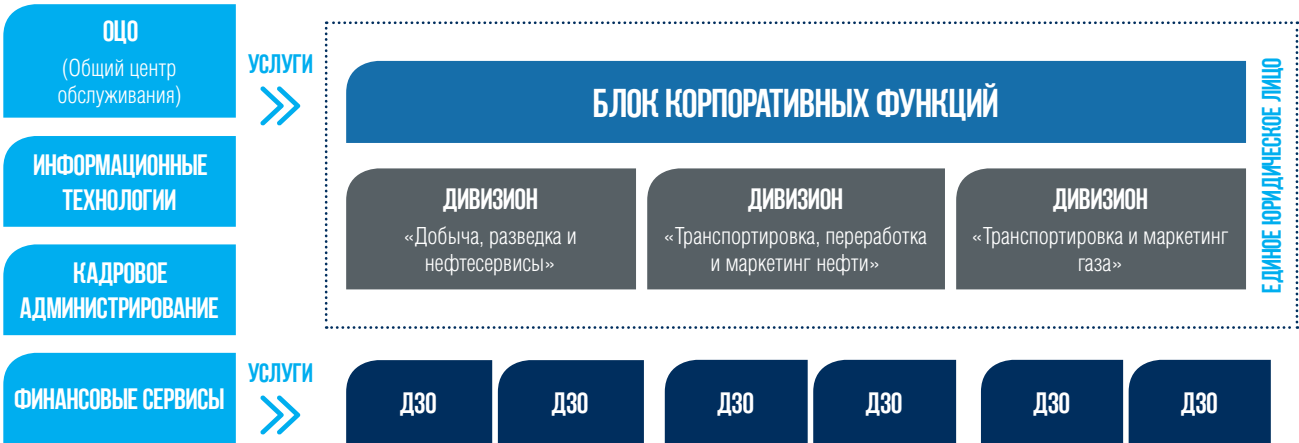 ОЦО
(Общий центр
обслуживания)
ИНФОРМАЦИОННЫЕ
ТЕХНОЛОГИИ
КАДРОВОЕ
АДМИНИСТРИРОВАНИЕ
ФИНАНСОВЫЕ СЕРВИСЫ
УСЛУГИ
УСЛУГИ
БЛОК КОРПОРАТИВНЫХ ФУНКЦИЙ
ДИВИЗИОН
«Добыча, разведка и
нефтесервисы»
ДИВИЗИОН
«Транспортировка, переработка
и маркетинг нефти»
ДИВИЗИОН
«Транспортировка и маркетинг
газа»
ЕДИНОЕ ЮРИДИЧЕСКОЕ ЛИЦО
ДЗО
ДЗО
ДЗО
ДЗО
ДЗО
ДЗО